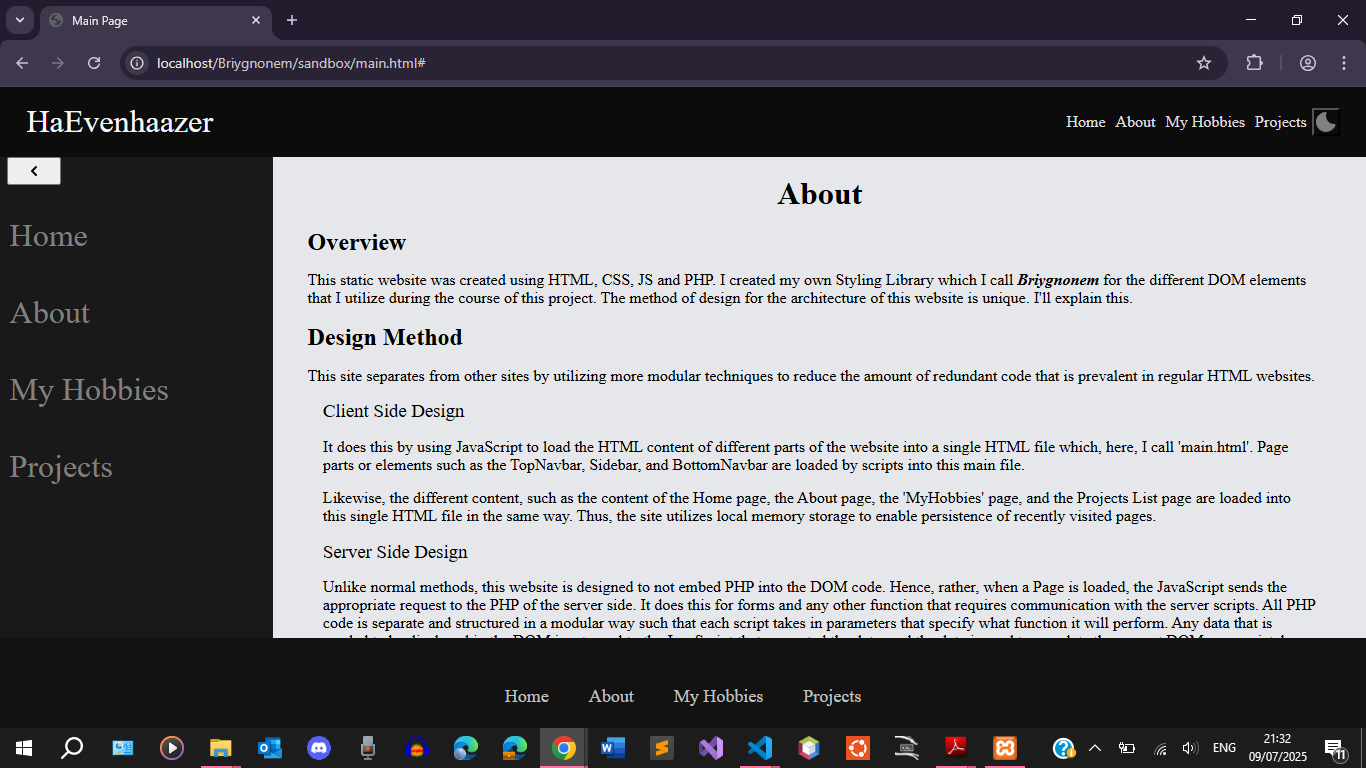 Main Page
localhost/Briygnonem/sandbox/main.html#
HaEvenhaazer
Home About My Hobbies Projects
Home
About
My Hobbies
Projects
About
Overview
This static website was created using HTML, CSS, JS and PHP. I created my own Styling Library which I call Briygnonem for the different DOM elements
that I utilize during the course of this project. The method of design for the architecture of this website is unique. I'll explain this.
Design Method
This site separates from other sites by utilizing more modular techniques to reduce the amount of redundant code that is prevalent in regular HTML websites.
Client Side Design
It does this by using JavaScript to load the HTML content of different parts of the website into a single HTML file which, here, I call 'main.html'. Page
parts or elements such as the TopNavbar, Sidebar, and BottomNavbar are loaded by scripts into this main file.
Likewise, the different content, such as the content of the Home page, the About page, the 'MyHobbies' page, and the Projects List page are loaded into
this single HTML file in the same way. Thus, the site utilizes local memory storage to enable persistence of recently visited pages.
Server Side Design
Unlike normal methods, this website is designed to not embed PHP into the DOM code. Hence, rather, when a Page is loaded, the JavaScript sends the
appropriate request to the PHP of the server side. It does this for forms and any other function that requires communication with the server scripts. All PHP
code is separate and structured in a modular way such that each script takes in parameters that specify what function it will perform. Any data that is
Home About My Hobbies Projects
ENG
21:32
09/07/2025
11